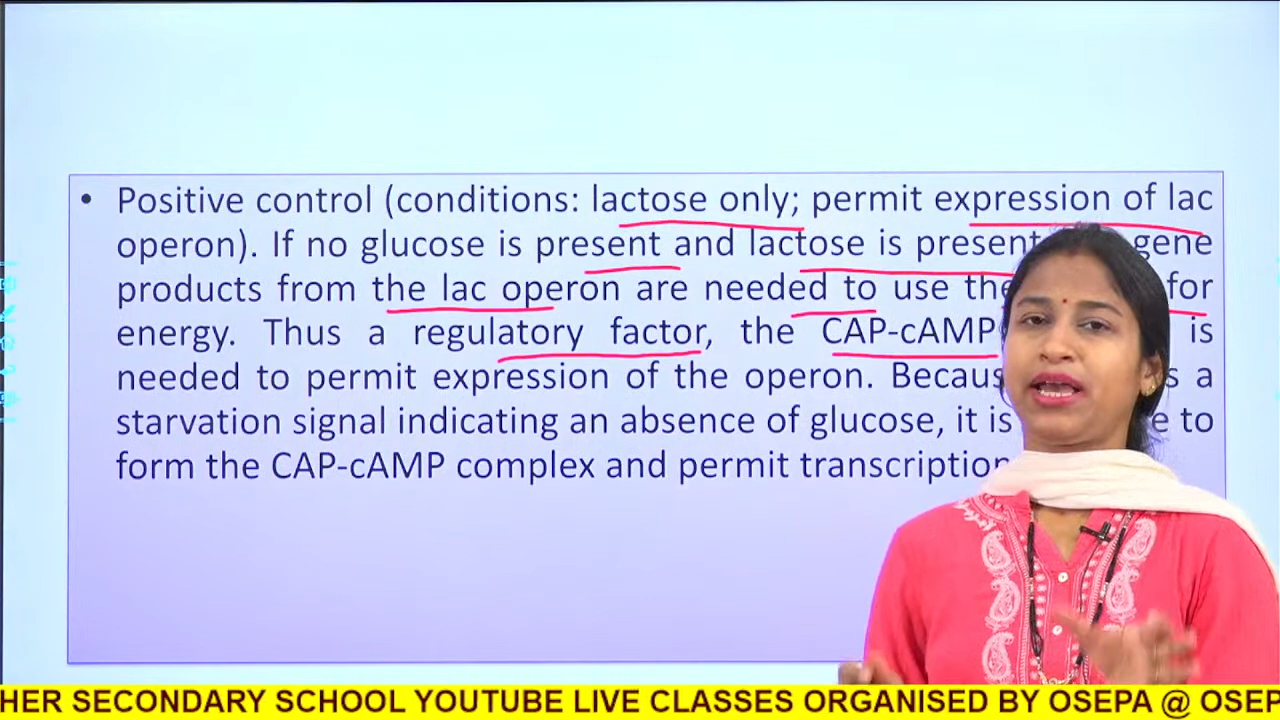 • Positive control (conditions: lactose only; permit expression of lac
operon). If no glucose is present and lactose is present gene
products from the lac operon are needed to use the for
energy. Thus a regulatory factor, the CAP-cAMP is
needed to permit expression of the operon. Becaus s a
starvation signal indicating an absence of glucose, it is e to
form the CAP-cAMP complex and permit transcription
HER SECONDARY SCHOOL YOUTUBE LIVE CLASSES ORGANISED BY OSEPA @ OSEP